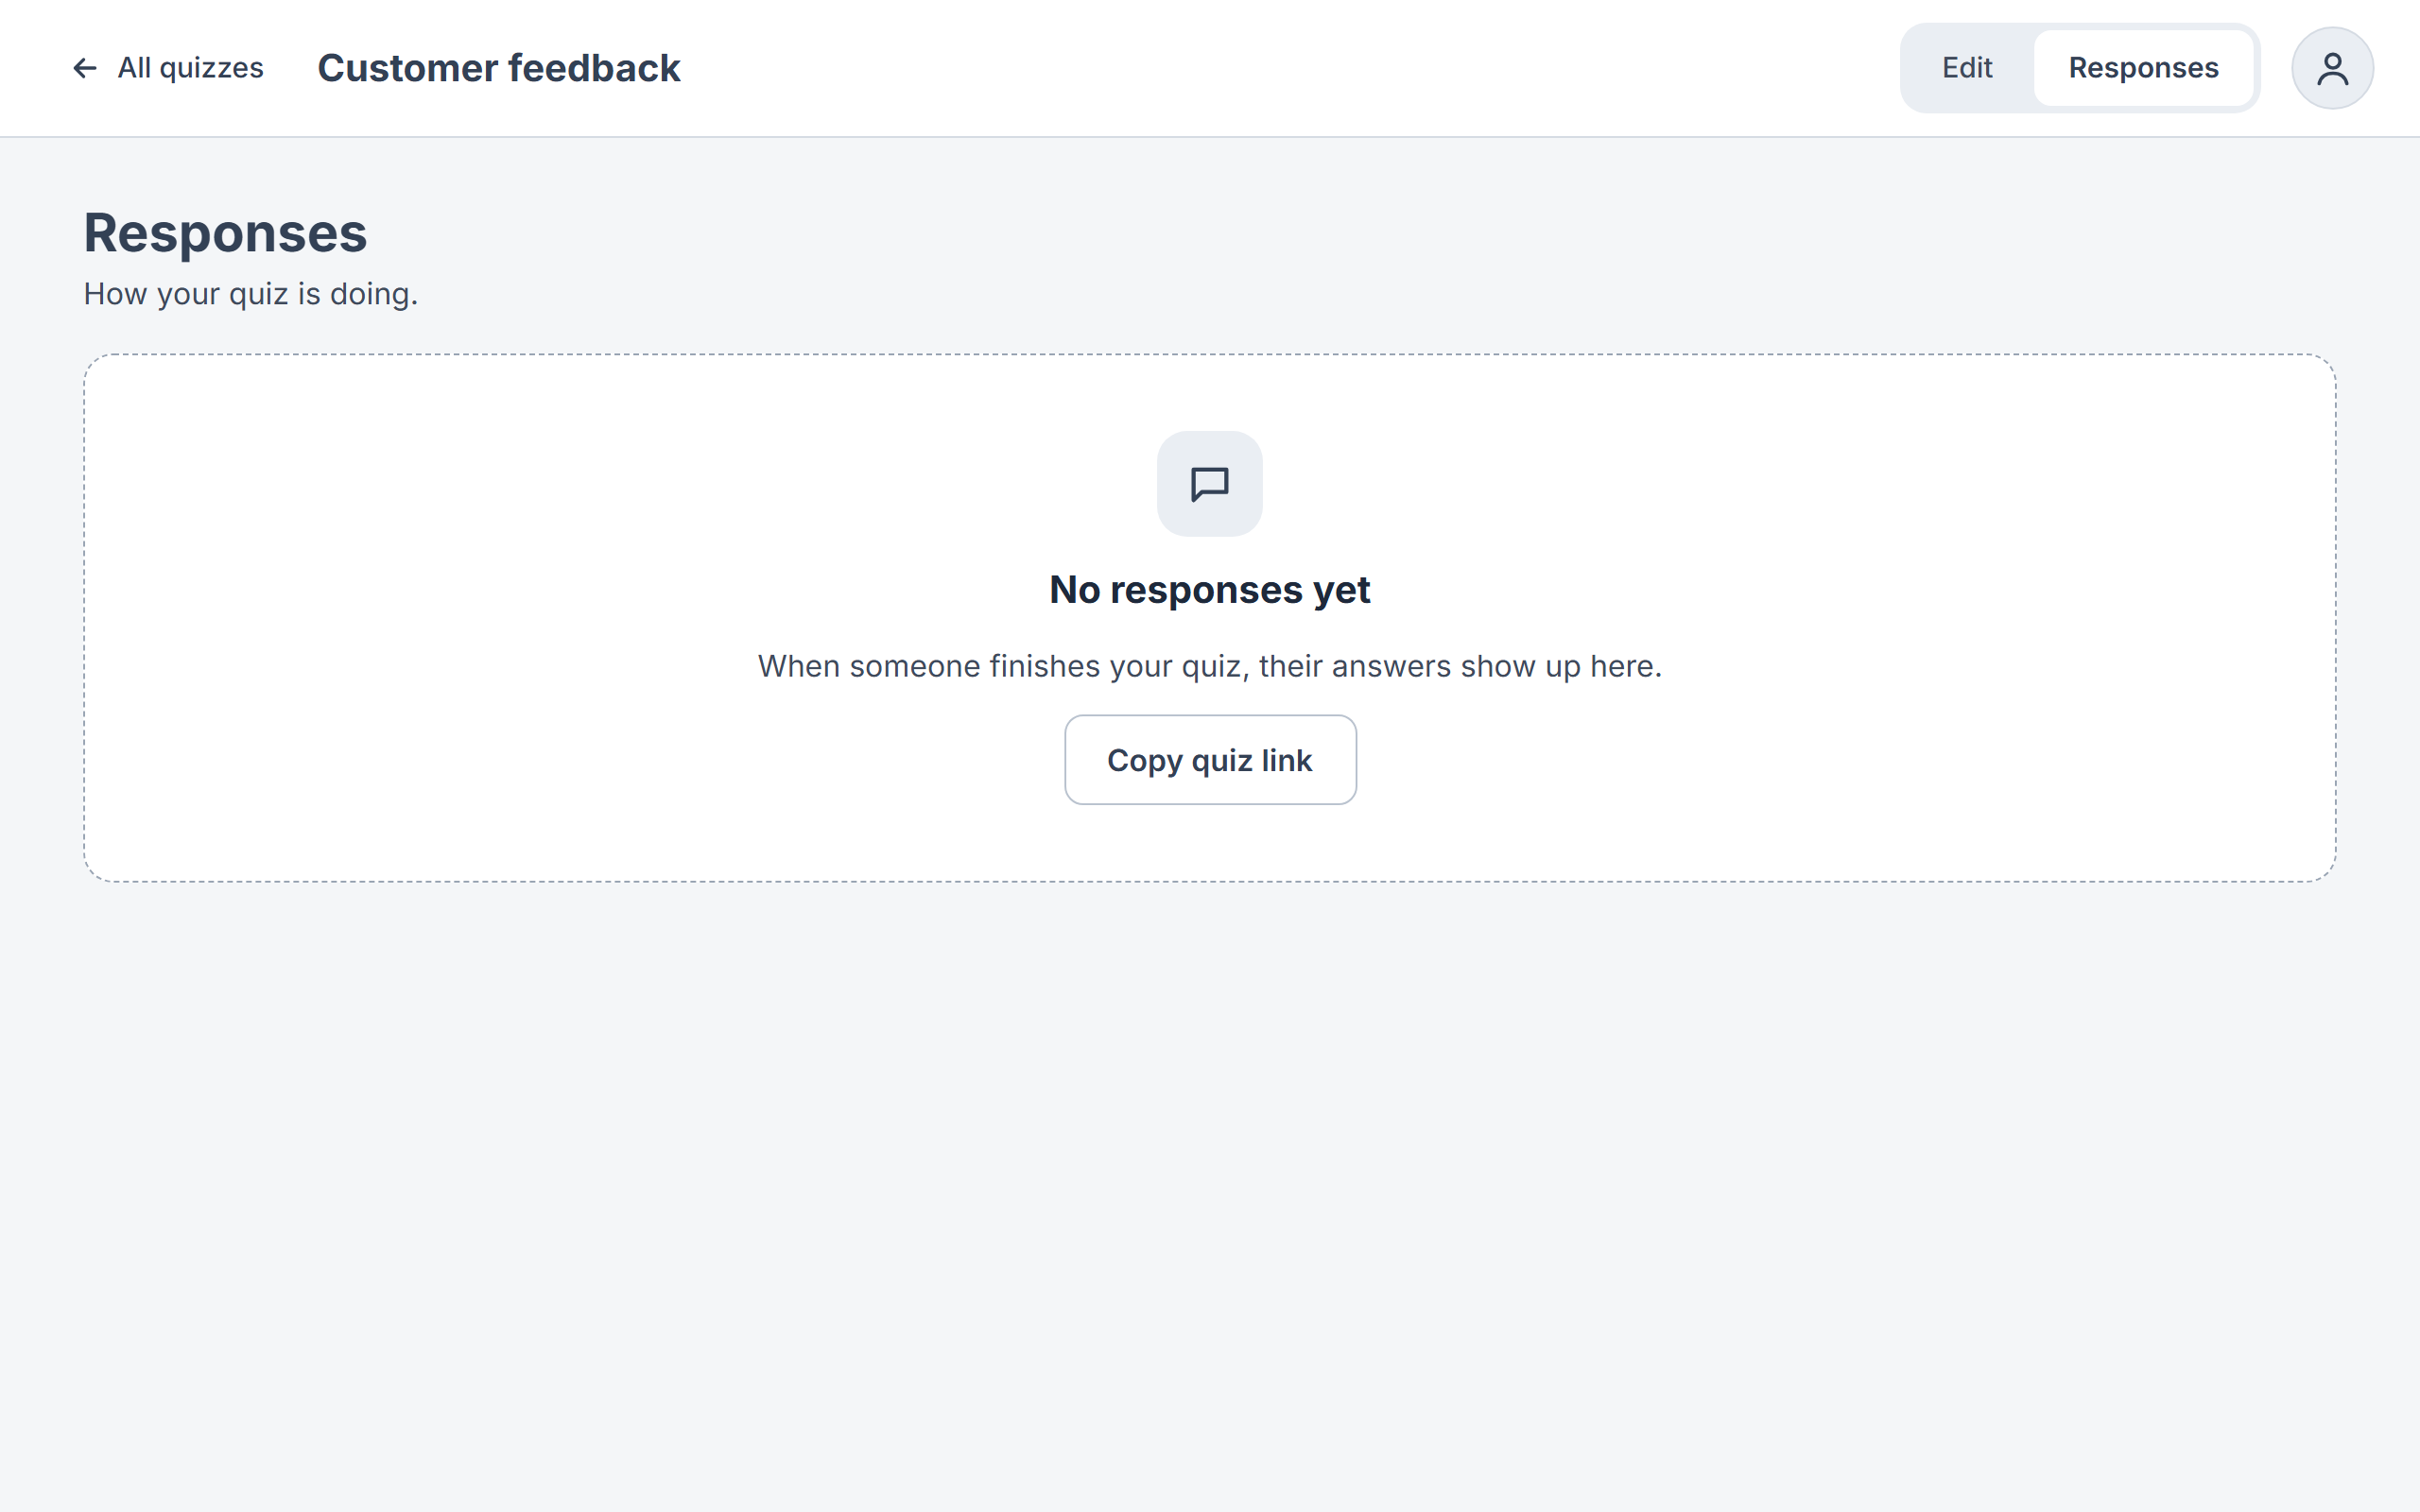 All quizzes
Customer feedback
Edit
Responses
Responses
How your quiz is doing.
No responses yet
When someone finishes your quiz, their answers show up here.
Copy quiz link